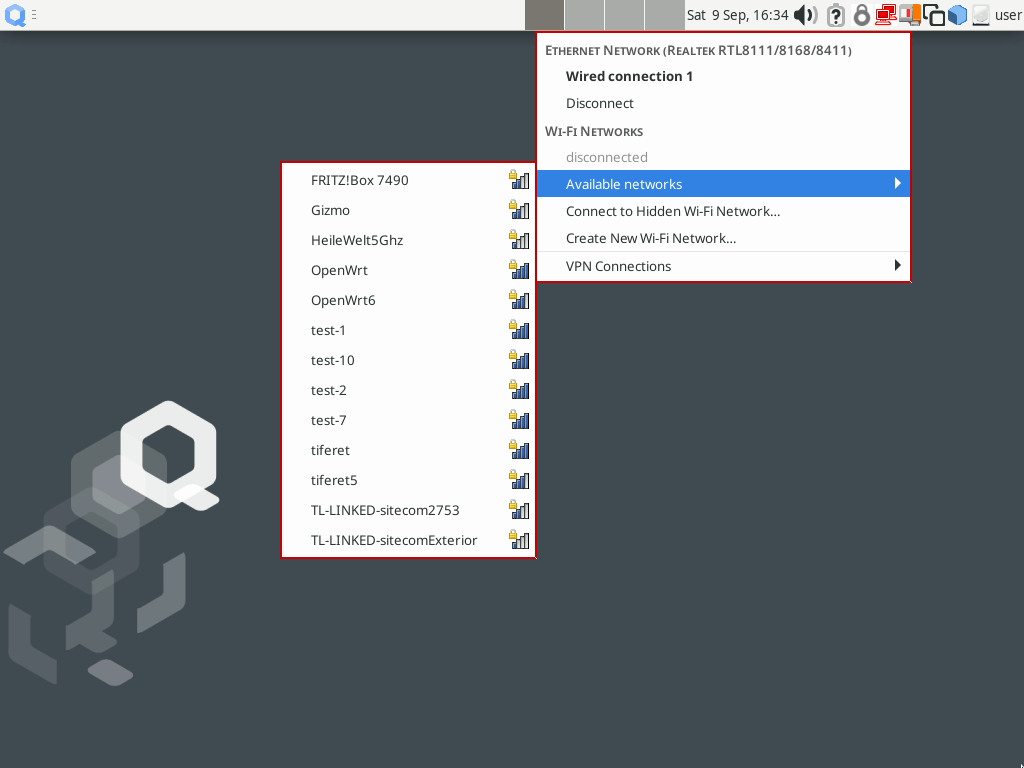 Sat 9 Sep, 16:34
user
Ethernet Network (Realtek RTL8111/8168/8411)
Wired connection 1
Disconnect
Wi-Fi Networks
disconnected
Available networks
Connect to Hidden Wi-Fi Network...
Create New Wi-Fi Network...
VPN Connections
FRITZ!Box 7490
Gizmo
HeileWelt5Ghz
OpenWrt
OpenWrt6
test-1
test-10
test-2
test-7
tiferet
tiferet5
TL-LINKED-sitecom2753
TL-LINKED-sitecomExterior